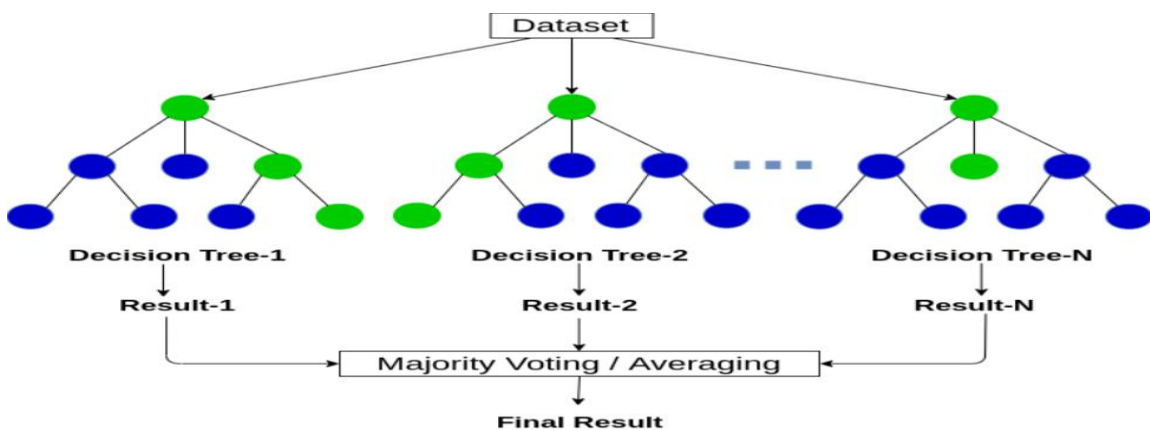 Dataset
Decision Tree-1
Decision Tree-2
Decision Tree-N
Result-1
Result-2
Result-N
Majority Voting / Averaging
Final Result